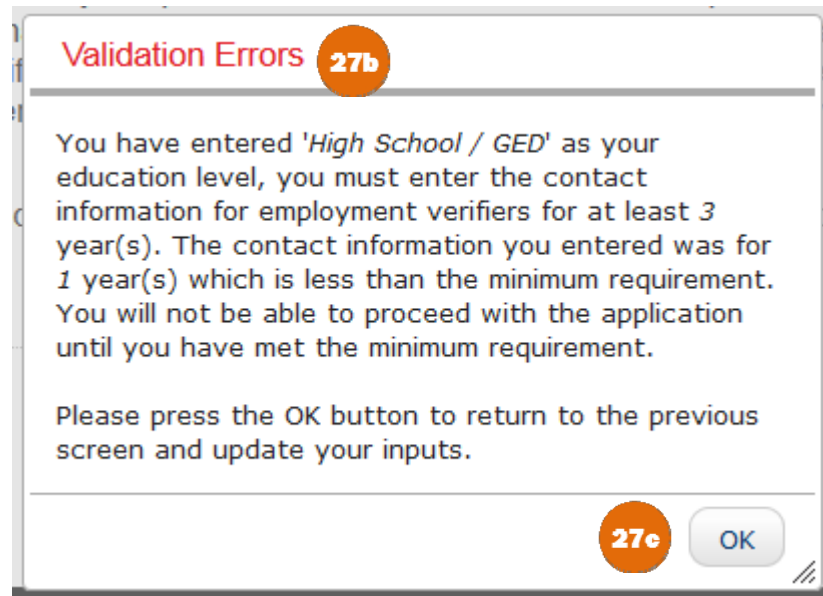 Validation Errors 27b
You have entered 'High School / GED' as your
education level, you must enter the contact
information for employment verifiers for at least 3
year(s). The contact information you entered was for
1 year(s) which is less than the minimum requirement.
You will not be able to proceed with the application
until you have met the minimum requirement.
Please press the OK button to return to the previous
screen and update your inputs.
27c OK